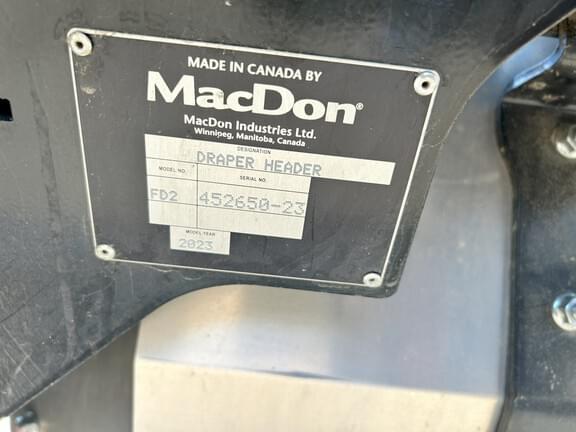 MADE IN CANADA BY
MacDon®
MacDon Industries Ltd.
Winnipeg, Manitoba, Canada
DESIGNATION
DRAPER HEADER
MODEL NO. SERIAL NO.
FD2 452650-23
MODEL YEAR
2023